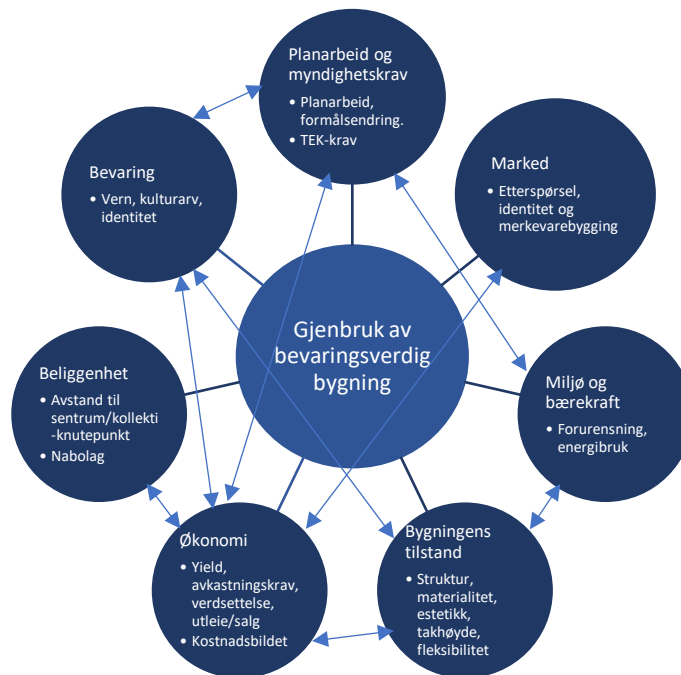 Planarbeid og
myndighetskrav
• Planarbeid,
formålsendring.
• TEK-krav
Bevaring
• Vern, kulturarv,
identitet
Marked
• Etterspørsel,
identitet og
merkevarebygging
Gjenbruk av
bevaringsverdig
bygning
Beliggenhet
• Avstand til
sentrum/kollekti
-knutepunkt
• Nabolag
Miljø og
bærekraft
• Forurensning,
energibruk
Økonomi
• Yield,
avkastningskrav,
verdsettelse,
utleie/salg
• Kostnadsbildet
Bygningens
tilstand
• Struktur,
materialitet,
estetikk,
takhøyde,
fleksibilitet